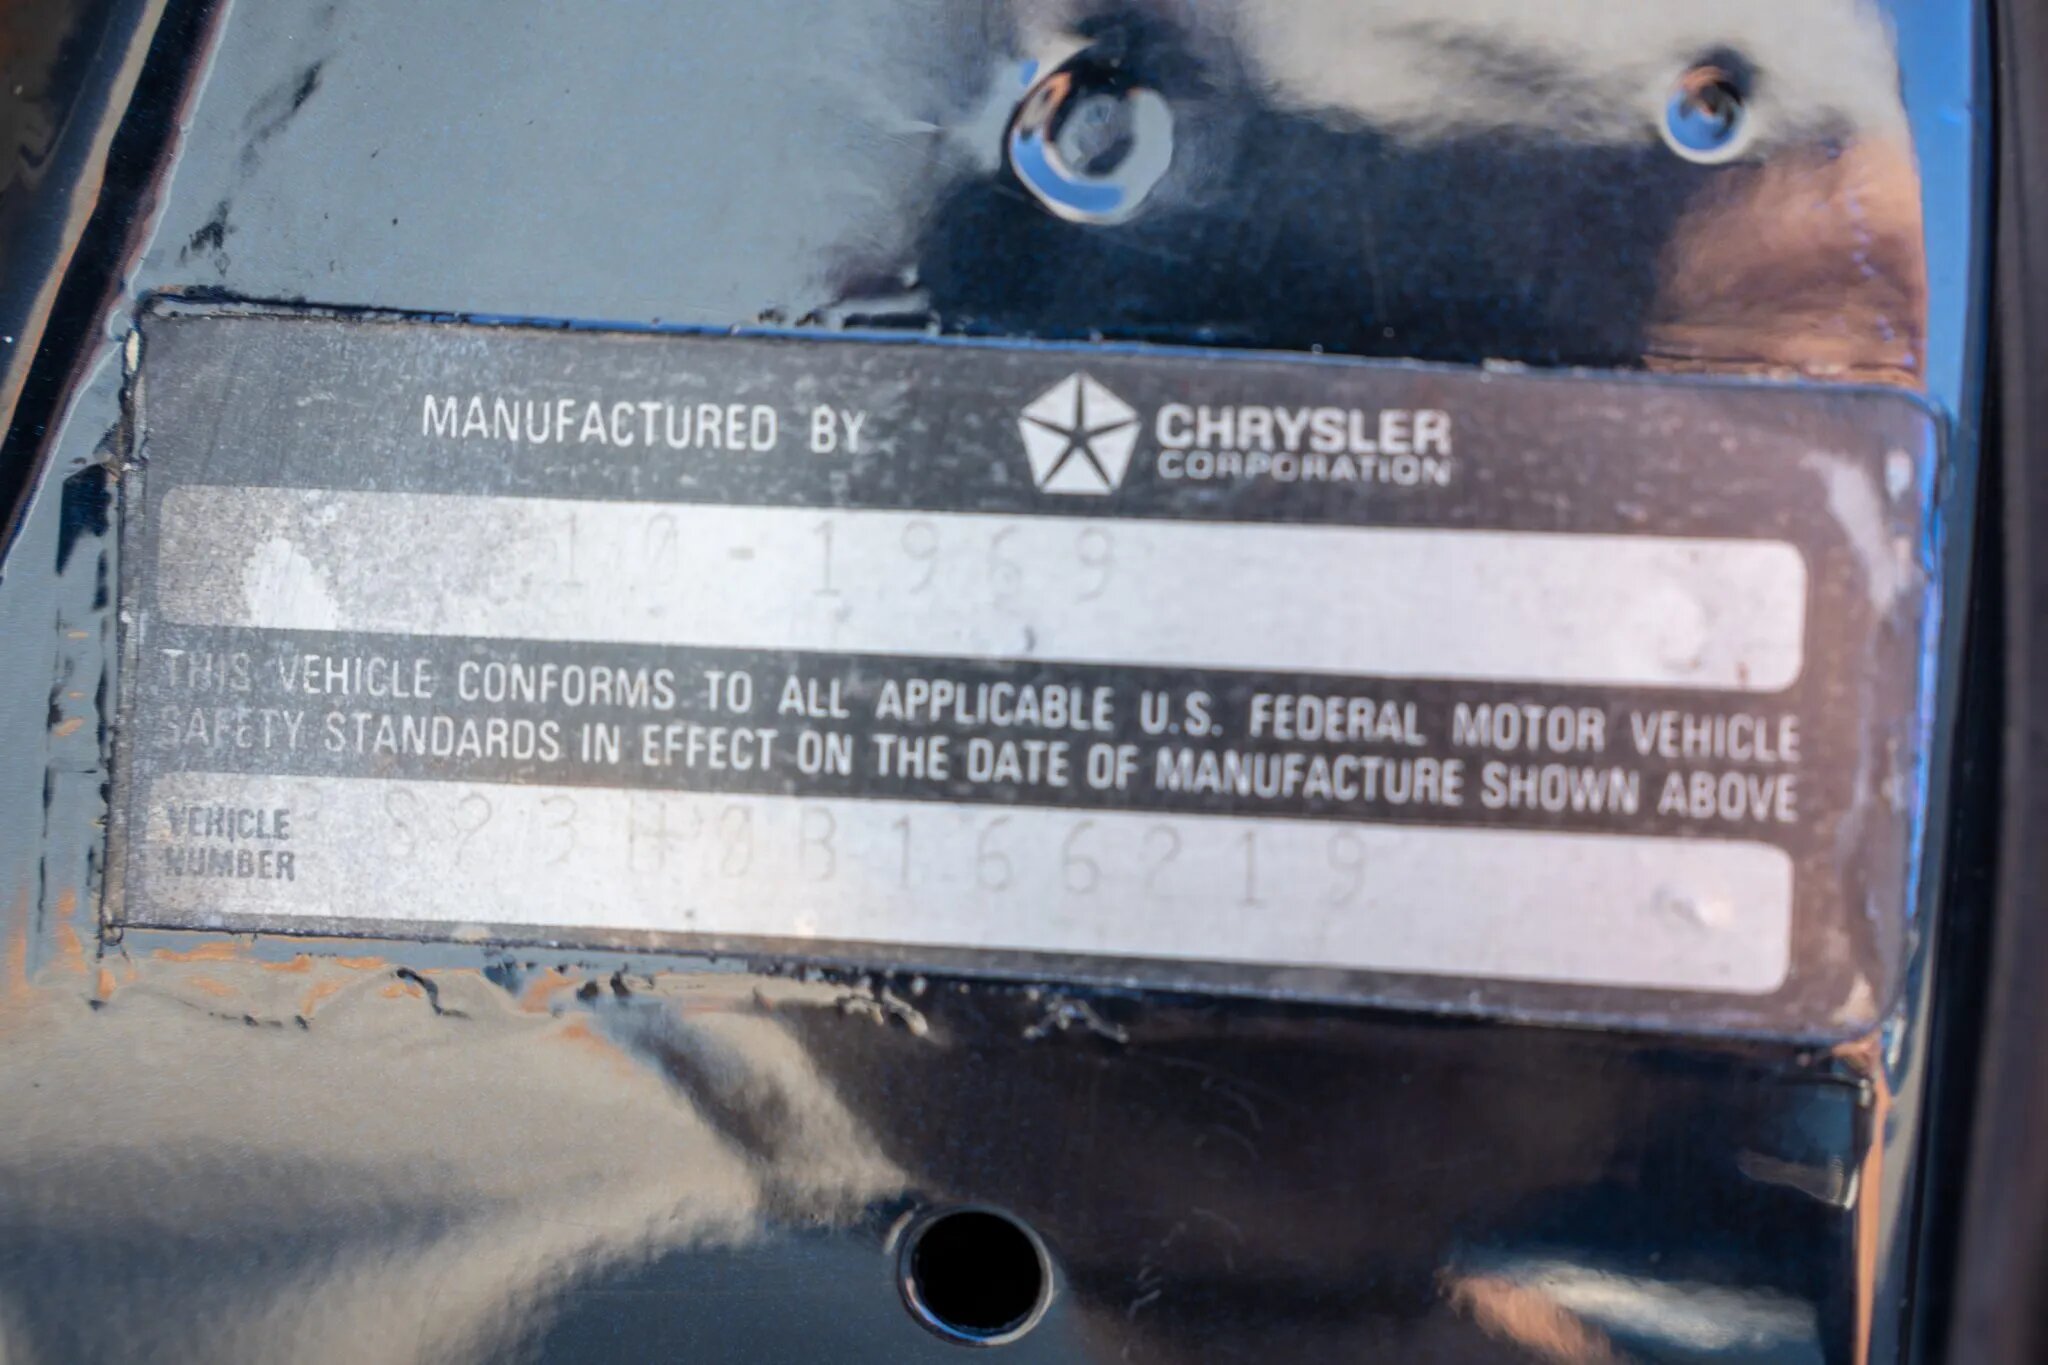 MANUFACTURED BY CHRYSLER
CORPORATION
10-1969
THIS VEHICLE CONFORMS TO ALL APPLICABLE U.S. FEDERAL MOTOR VEHICLE
SAFETY STANDARDS IN EFFECT ON THE DATE OF MANUFACTURE SHOWN ABOVE
VEHICLE
NUMBER